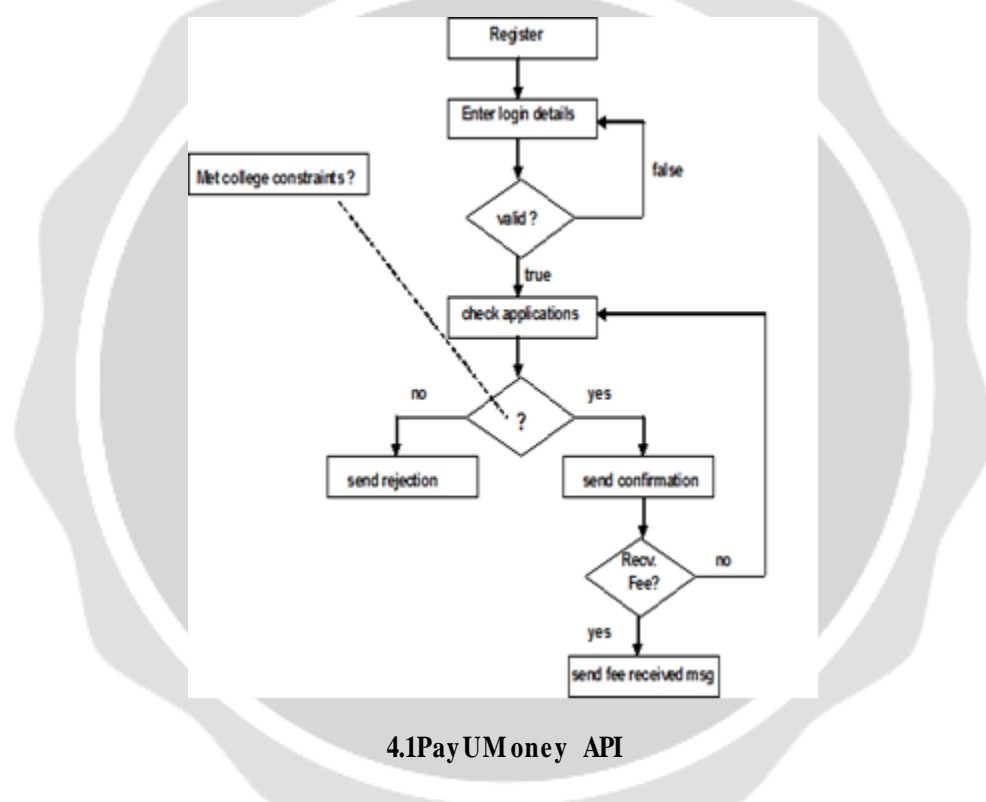 Register
Enter login details
false
Met college constraints ?
valid ?
true
check applications
no
yes
?
send rejection
send confirmation
Recv.
Fee?
no
yes
send fee received msg
4.1PayUMoney API